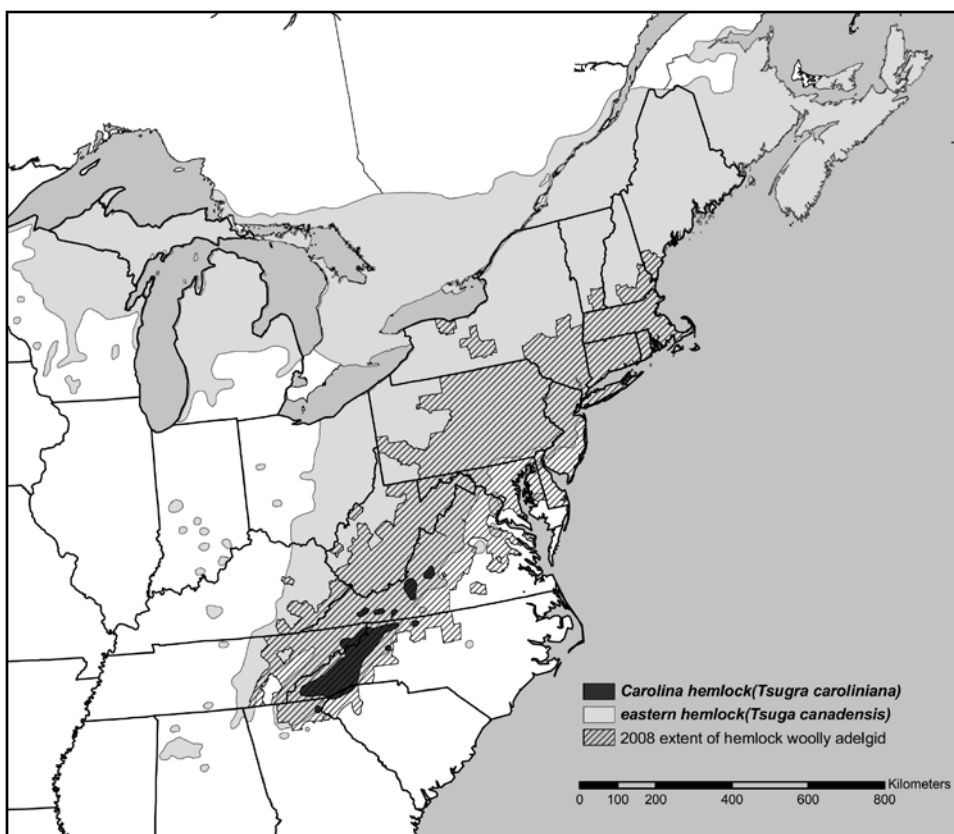 Carolina hemlock(Tsugra caroliniana)
eastern hemlock(Tsuga canadensis)
2008 extent of hemlock woolly adelgid
Kilometers
0 100 200 400 600 800